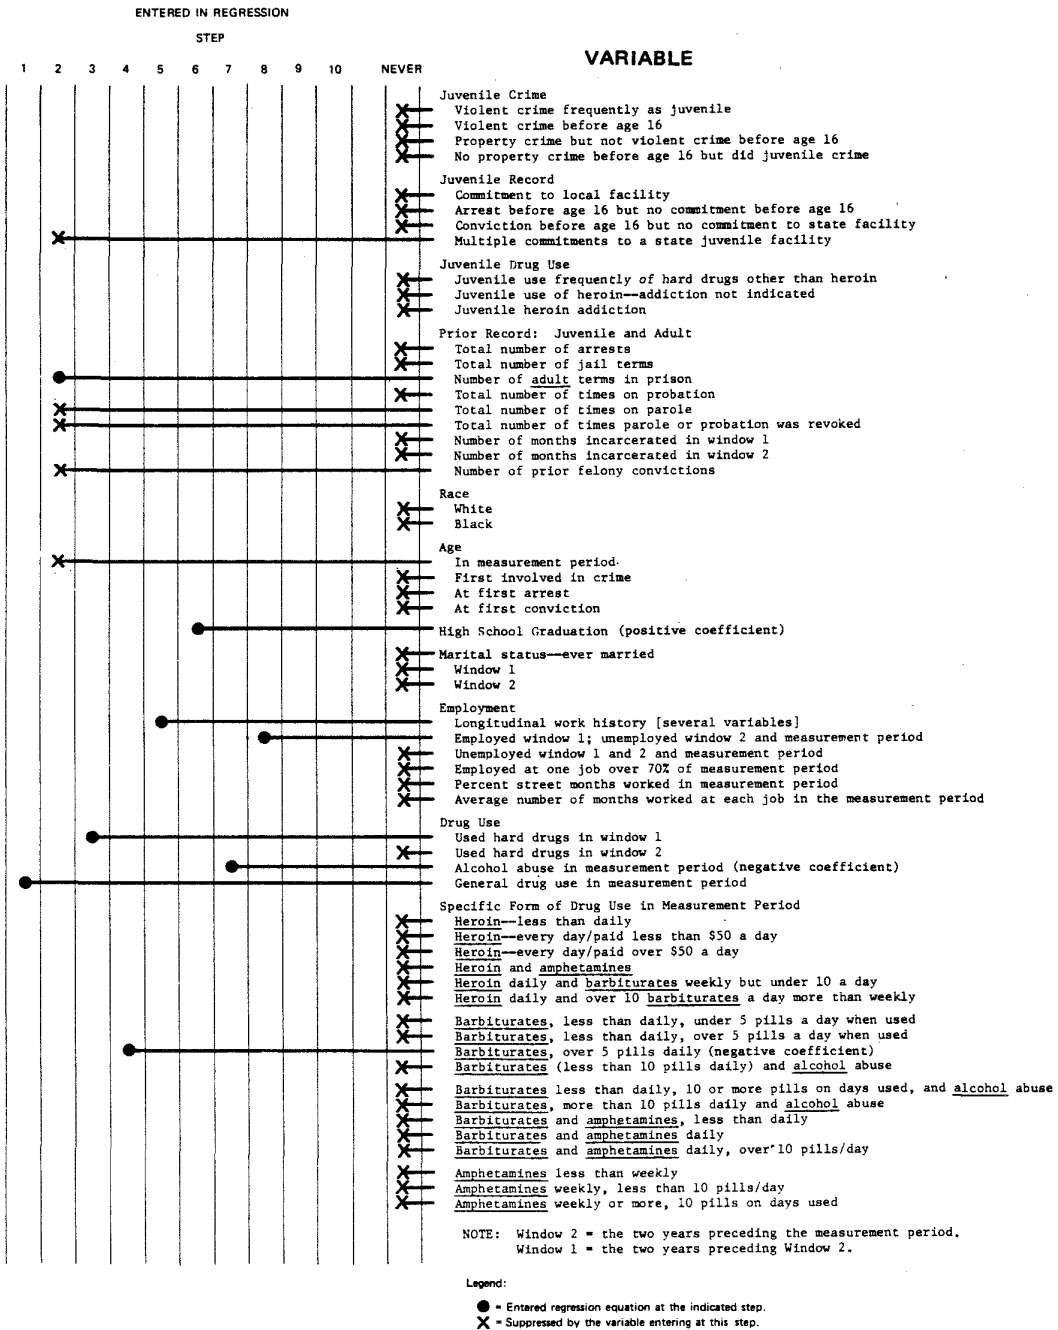 ENTERED IN REGRESSION
STEP
VARIABLE
1 2 3 4 5 6 7 8 9 10 NEVER
Juvenile Crime
Violent crime frequently as juvenile
Violent crime before age 16
Property crime but not violent crime before age 16
No property crime before age 16 but did juvenile crime
Juvenile Record
Commitment to local facility
Arrest before age 16 but no commitment before age 16
Conviction before age 16 but no commitment to state facility
Multiple commitments to a state juvenile facility
Juvenile Drug Use
Juvenile use frequently of hard drugs other than heroin
Juvenile use of heroin--addiction not indicated
Juvenile heroin addiction
Prior Record: Juvenile and Adult
Total number of arrests
Total number of jail terms
Number of adult terms in prison
Total number of times on probation
Total number of times on parole
Total number of times parole or probation was revoked
Number of months incarcerated in window 1
Number of months incarcerated in window 2
Number of prior felony convictions
Race
White
Black
Age
In measurement period
First involved in crime
At first arrest
At first conviction
High School Graduation (positive coefficient)
Marital status--ever married
Window 1
Window 2
Employment
Longitudinal work history [several variables]
Employed window 1; unemployed window 2 and measurement period
Unemployed window 1 and 2 and measurement period
Employed at one job over 70% of measurement period
Percent street months worked in measurement period
Average number of months worked at each job in the measurement period
Drug Use
Used hard drugs in window 1
Used hard drugs in window 2
Alcohol abuse in measurement period (negative coefficient)
General drug use in measurement period
Specific Form of Drug Use in Measurement Period
Heroin--less than daily
Heroin--every day/paid less than $50 a day
Heroin--every day/paid over $50 a day
Heroin and amphetamines
Heroin daily and barbiturates weekly but under 10 a day
Heroin daily and over 10 barbiturates a day more than weekly
Barbiturates, less than daily, under 5 pills a day when used
Barbiturates, less than daily, over 5 pills a day when used
Barbiturates, over 5 pills daily (negative coefficient)
Barbiturates (less than 10 pills daily) and alcohol abuse
Barbiturates less than daily, 10 or more pills on days used, and alcohol abuse
Barbiturates, more than 10 pills daily and alcohol abuse
Barbiturates and amphetamines, less than daily
Barbiturates and amphetamines daily
Barbiturates and amphetamines daily, over 10 pills/day
Amphetamines less than weekly
Amphetamines weekly, less than 10 pills/day
Amphetamines weekly or more, 10 pills on days used
NOTE: Window 2 = the two years preceding the measurement period.
Window 1 = the two years preceding Window 2.
Legend:
● = Entered regression equation at the indicated step.
X = Suppressed by the variable entering at this step.